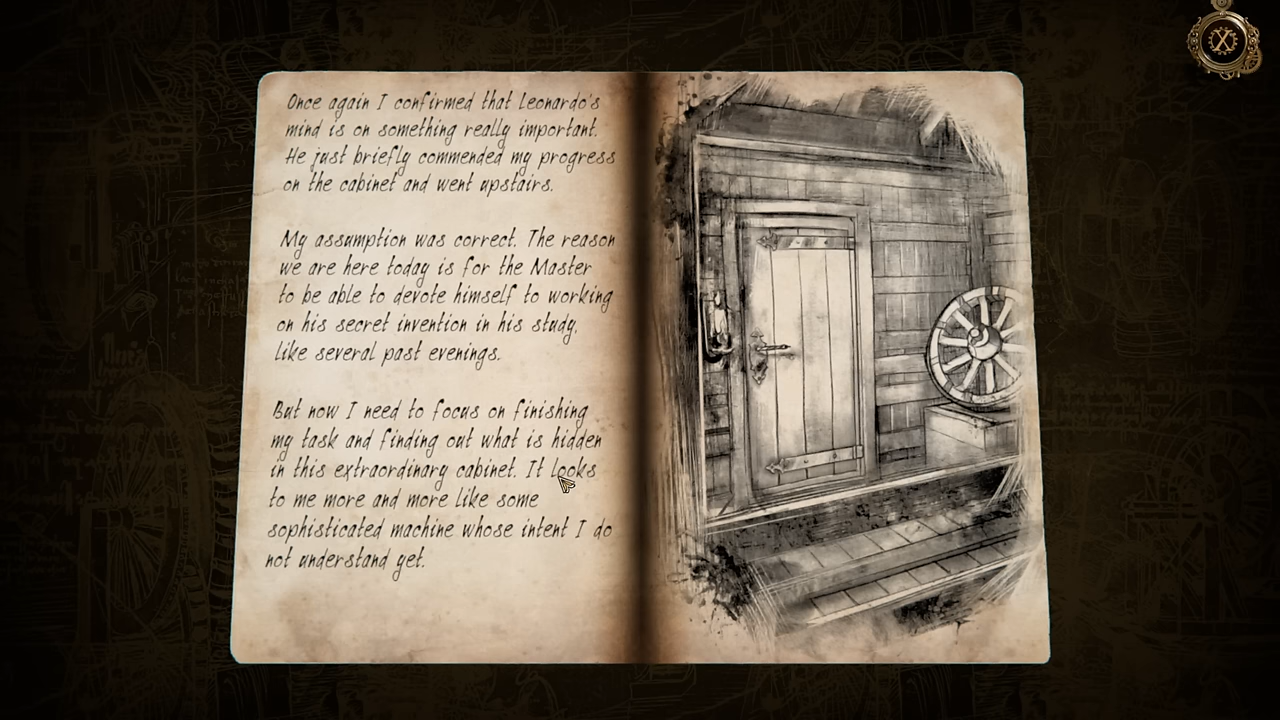 Once again I confirmed that Leonardo's
mind is on something really important.
He just briefly commended my progress
on the cabinet and went upstairs.
My assumption was correct. The reason
we are here today is for the Master
to be able to devote himself to working
on his secret invention in his study,
like several past evenings.
But now I need to focus on finishing
my task and finding out what is hidden
in this extraordinary cabinet. It looks
to me more and more like some
sophisticated machine whose intent I do
not understand yet.
X